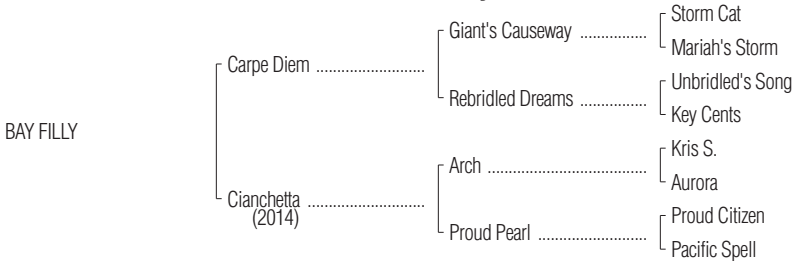 Storm Cat
Giant's Causeway ................
Mariah's Storm
Carpe Diem ..........................
Unbridled's Song
Rebridled Dreams ................
Key Cents
BAY FILLY
Kris S.
Arch ......................................
Aurora
Cianchetta ............................
(2014)
Proud Citizen
Proud Pearl ..........................
Pacific Spell